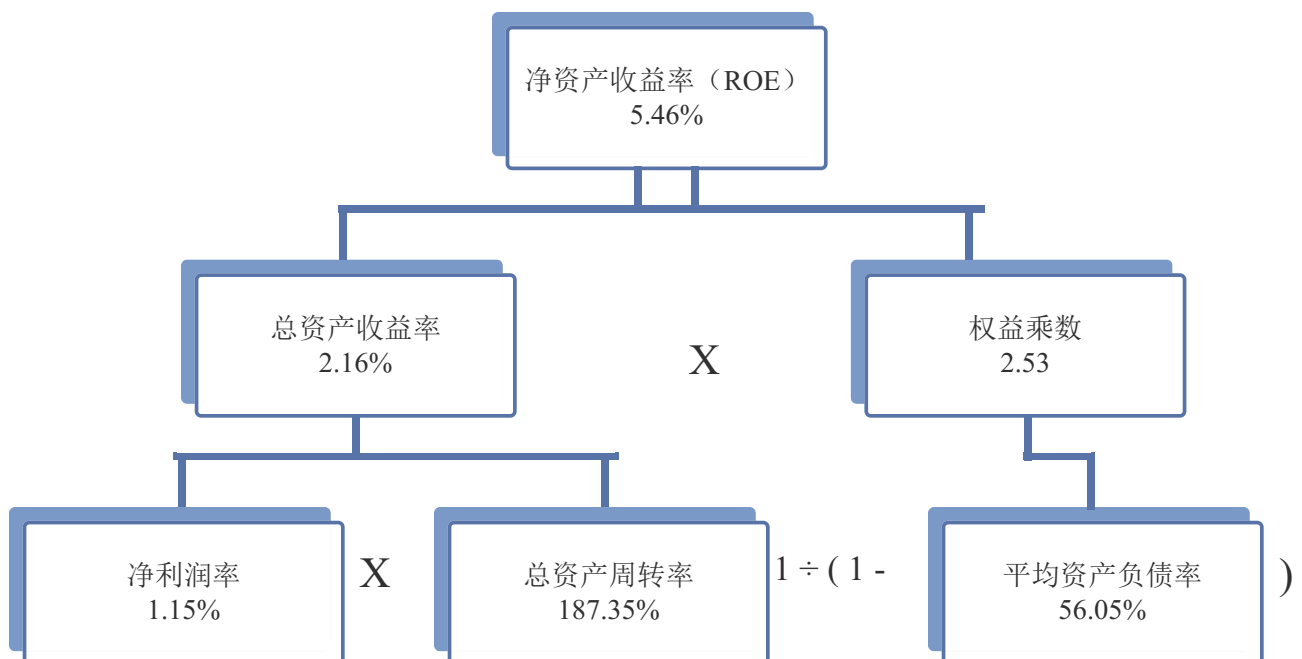 净资产收益率（ROE）
5.46%
总资产收益率
2.16%
X
权益乘数
2.53
净利润率
1.15%
X
总资产周转率
187.35%
1 ÷ ( 1 -
平均资产负债率
56.05%
)